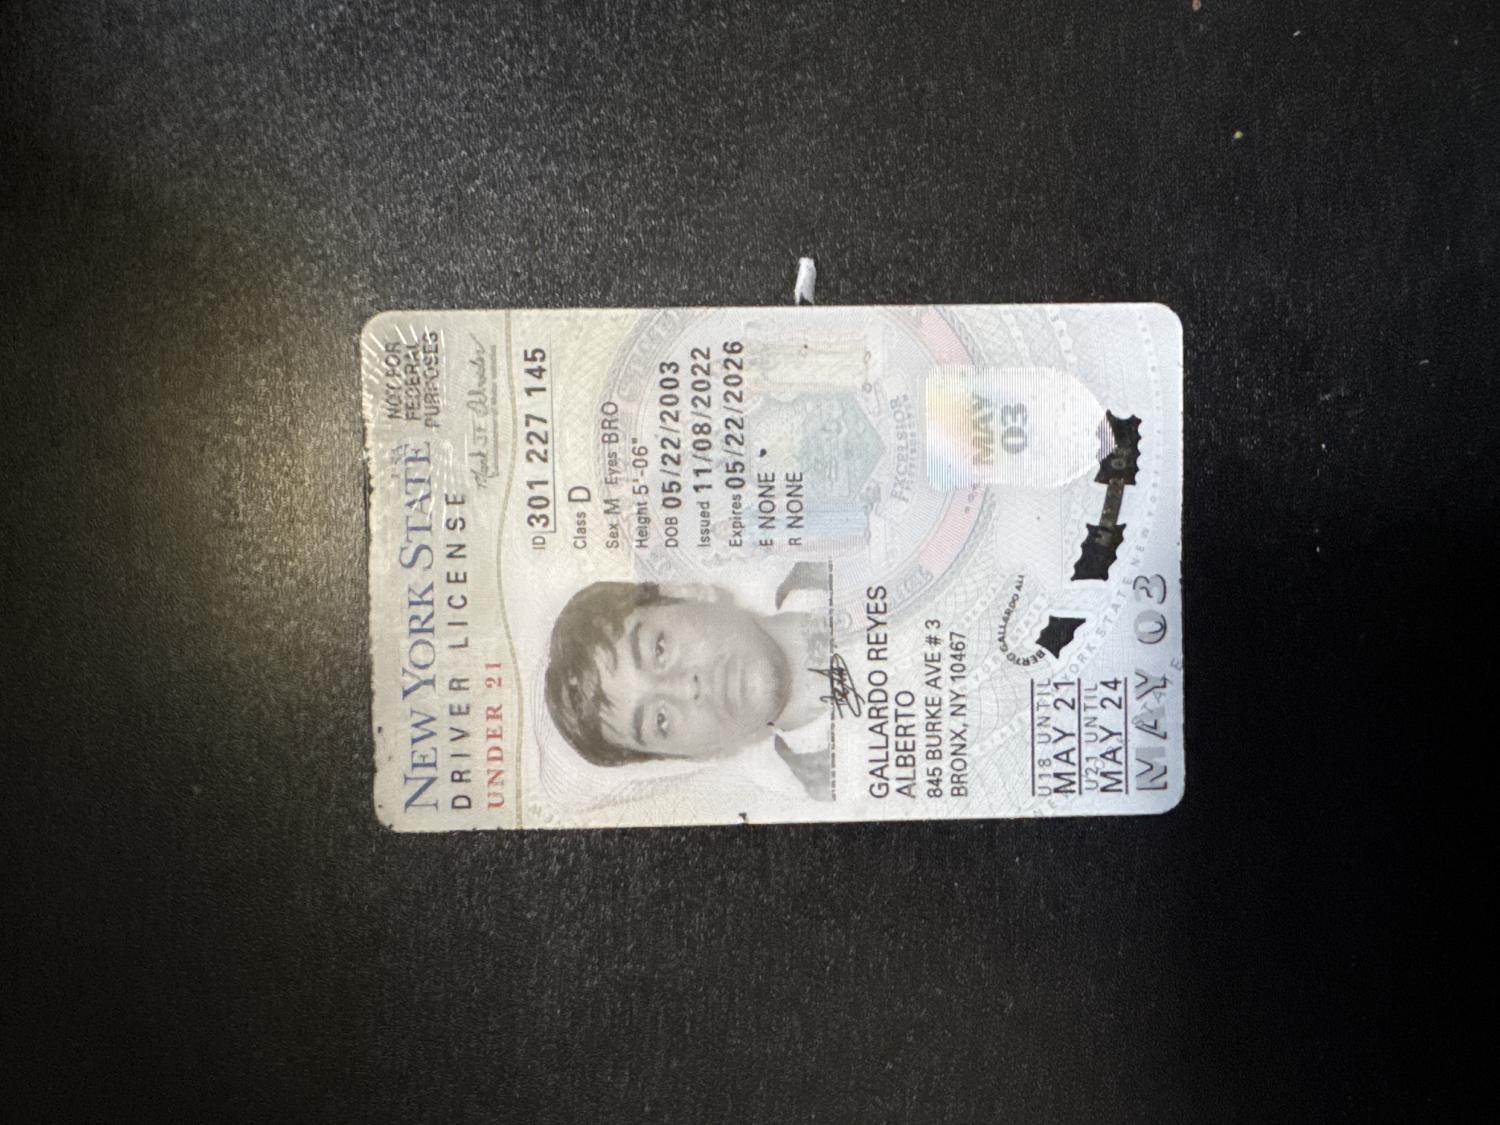 NEW YORK STATE
DRIVER LICENSE
UNDER 21
NOT FOR
FEDERAL
PURPOSES
ID 301 227 145
Class D
Sex M Eyes BRO
Height 5'-06"
DOB 05/22/2003
Issued 11/08/2022
Expires 05/22/2026
E NONE
R NONE
GALLARDO REYES
ALBERTO
845 BURKE AVE # 3
BRONX, NY 10467
EXCELSIOR
MAY
03
U18 UNTIL
MAY 21
U21 UNTIL
MAY 24
BERTO GALLARDO AL
MAY 03